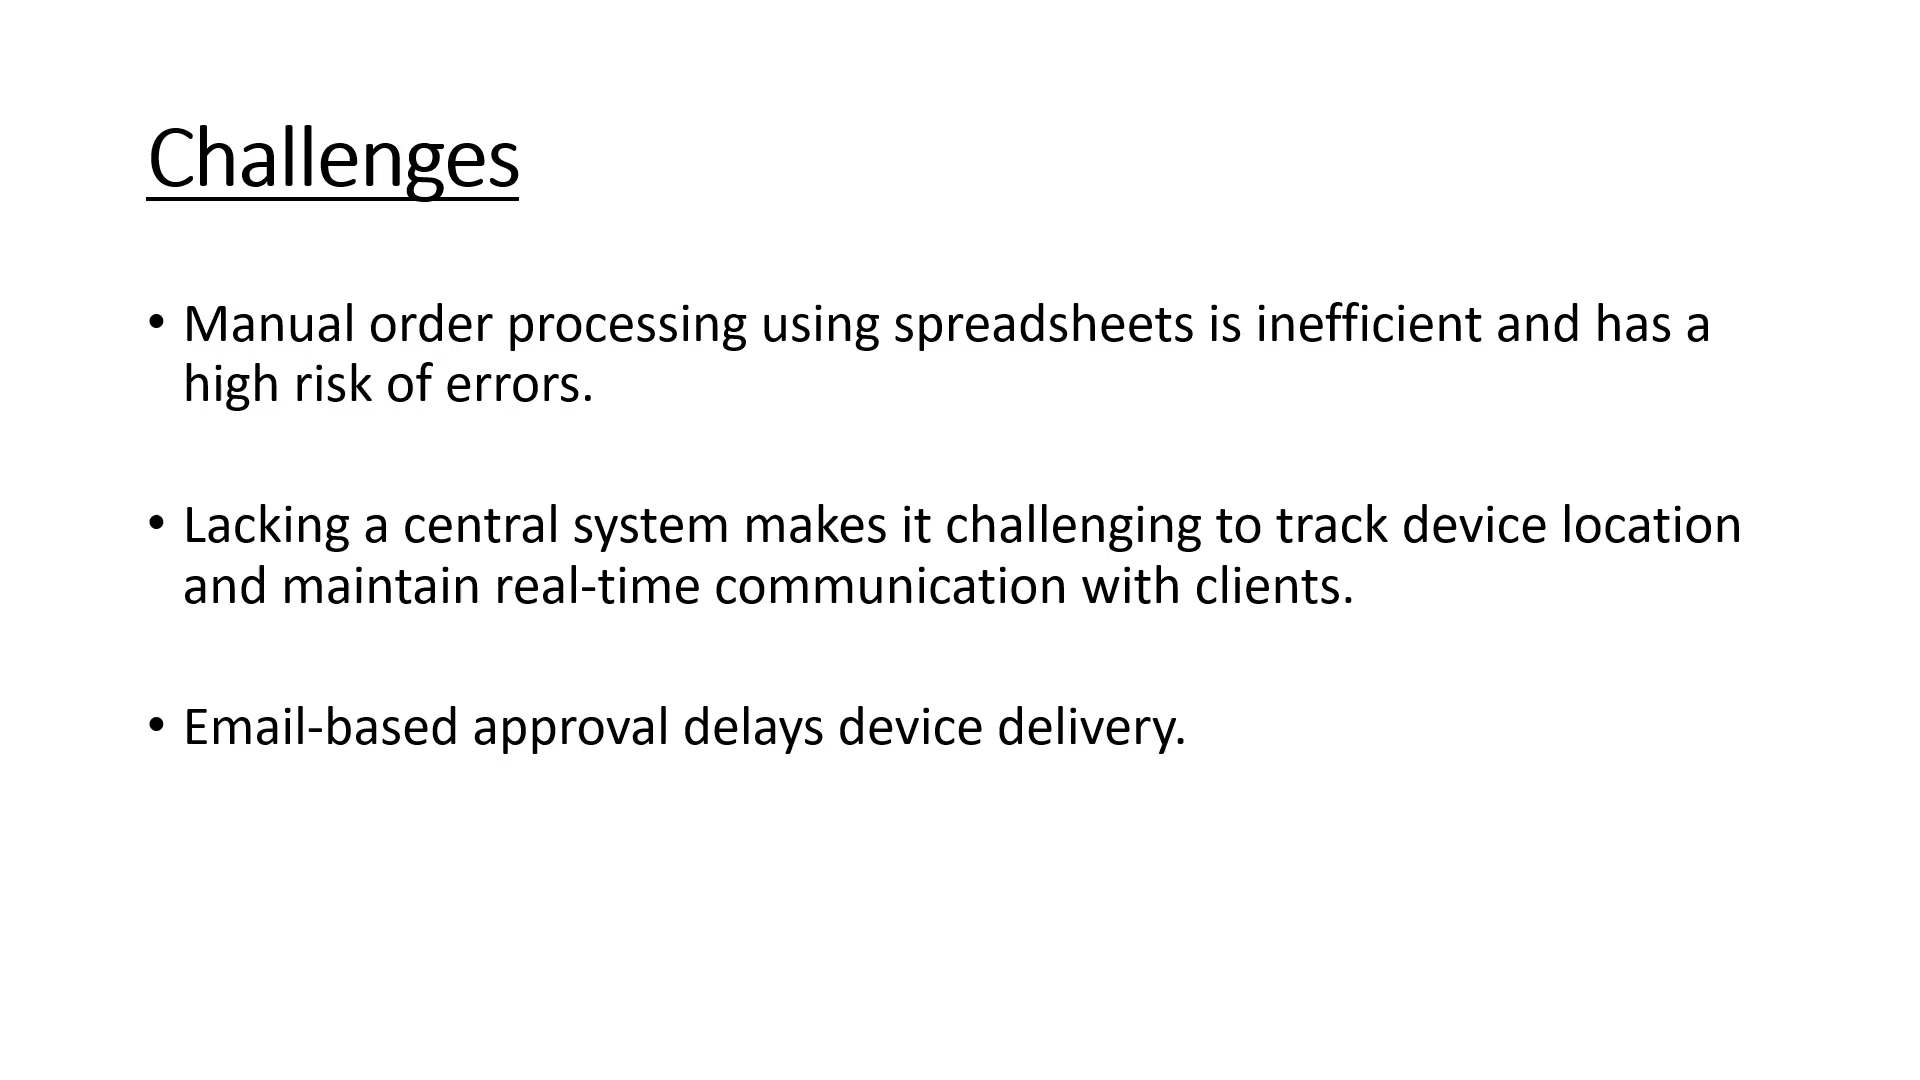 Challenges
• Manual order processing using spreadsheets is inefficient and has a
high risk of errors.
• Lacking a central system makes it challenging to track device location
and maintain real-time communication with clients.
• Email-based approval delays device delivery.